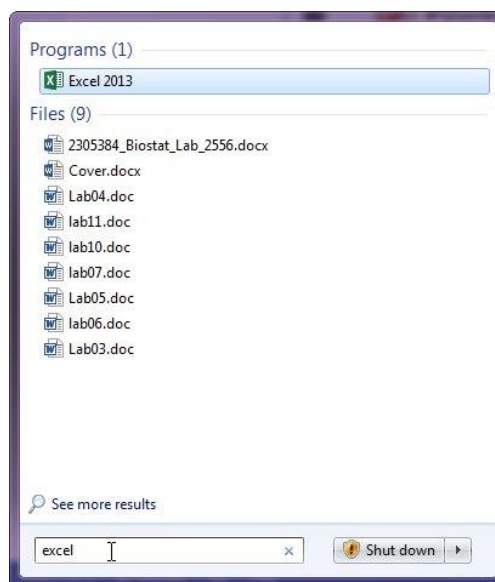 Programs (1)
Excel 2013
Files (9)
2305384_Biostat_Lab_2556.docx
Cover.docx
Lab04.doc
lab11.doc
lab10.doc
lab07.doc
Lab05.doc
lab06.doc
Lab03.doc
See more results
excel
Shut down